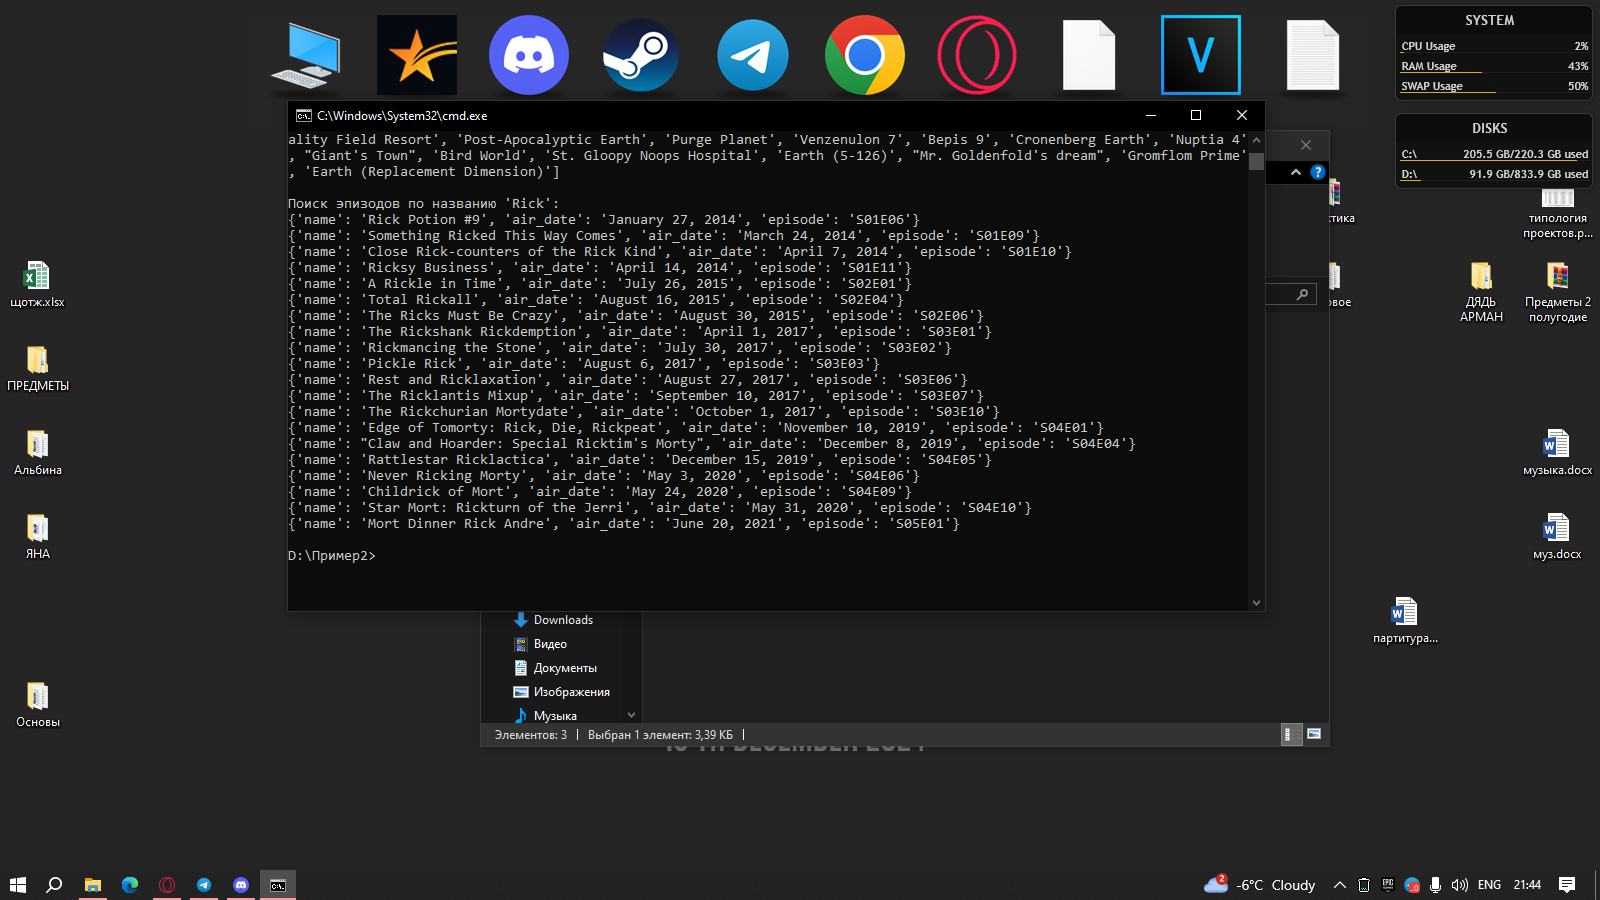 SYSTEM
CPU Usage 2%
RAM Usage 43%
SWAP Usage 50%
DISKS
C:\ 205.5 GB/220.3 GB used
D:\ 91.9 GB/833.9 GB used
C:\Windows\System32\cmd.exe
ality Field Resort', 'Post-Apocalyptic Earth', 'Purge Planet', 'Venzenulon 7', 'Bepis 9', 'Cronenberg Earth', 'Nuptia 4'
, "Giant's Town", 'Bird World', 'St. Gloopy Noops Hospital', 'Earth (5-126)', "Mr. Goldenfold's dream", 'Gromflom Prime'
, 'Earth (Replacement Dimension)']
Поиск эпизодов по названию 'Rick':
{'name': 'Rick Potion #9', 'air_date': 'January 27, 2014', 'episode': 'S01E06'}
{'name': 'Something Ricked This Way Comes', 'air_date': 'March 24, 2014', 'episode': 'S01E09'}
{'name': 'Close Rick-counters of the Rick Kind', 'air_date': 'April 7, 2014', 'episode': 'S01E10'}
{'name': 'Ricksy Business', 'air_date': 'April 14, 2014', 'episode': 'S01E11'}
{'name': 'A Rickle in Time', 'air_date': 'July 26, 2015', 'episode': 'S02E01'}
{'name': 'Total Rickall', 'air_date': 'August 16, 2015', 'episode': 'S02E04'}
{'name': 'The Ricks Must Be Crazy', 'air_date': 'August 30, 2015', 'episode': 'S02E06'}
{'name': 'The Rickshank Rickdemption', 'air_date': 'April 1, 2017', 'episode': 'S03E01'}
{'name': 'Rickmancing the Stone', 'air_date': 'July 30, 2017', 'episode': 'S03E02'}
{'name': 'Pickle Rick', 'air_date': 'August 6, 2017', 'episode': 'S03E03'}
{'name': 'Rest and Ricklaxation', 'air_date': 'August 27, 2017', 'episode': 'S03E06'}
{'name': 'The Ricklantis Mixup', 'air_date': 'September 10, 2017', 'episode': 'S03E07'}
{'name': 'The Rickchurian Mortydate', 'air_date': 'October 1, 2017', 'episode': 'S03E10'}
{'name': 'Edge of Tomorty: Rick, Die, Rickpeat', 'air_date': 'November 10, 2019', 'episode': 'S04E01'}
{'name': "Claw and Hoarder: Special Ricktim's Morty", 'air_date': 'December 8, 2019', 'episode': 'S04E04'}
{'name': 'Rattlestar Ricklactica', 'air_date': 'December 15, 2019', 'episode': 'S04E05'}
{'name': 'Never Ricking Morty', 'air_date': 'May 3, 2020', 'episode': 'S04E06'}
{'name': 'Childrick of Mort', 'air_date': 'May 24, 2020', 'episode': 'S04E09'}
{'name': 'Star Mort: Rickturn of the Jerri', 'air_date': 'May 31, 2020', 'episode': 'S04E10'}
{'name': 'Mort Dinner Rick Andre', 'air_date': 'June 20, 2021', 'episode': 'S05E01'}
D:\Пример2>
Downloads
Видео
Документы
Изображения
Музыка
Элементов: 3 | Выбран 1 элемент: 3,39 КБ |
щотж.xlsx
ПРЕДМЕТЫ
Альбина
ЯНА
Основы
типология
проектов.p...
ДЯДЬ
АРМАН
Предметы 2
полугодие
музыка.docx
муз.docx
партитура...
V
2
-6°C Cloudy
EPIC
ENG
21:44